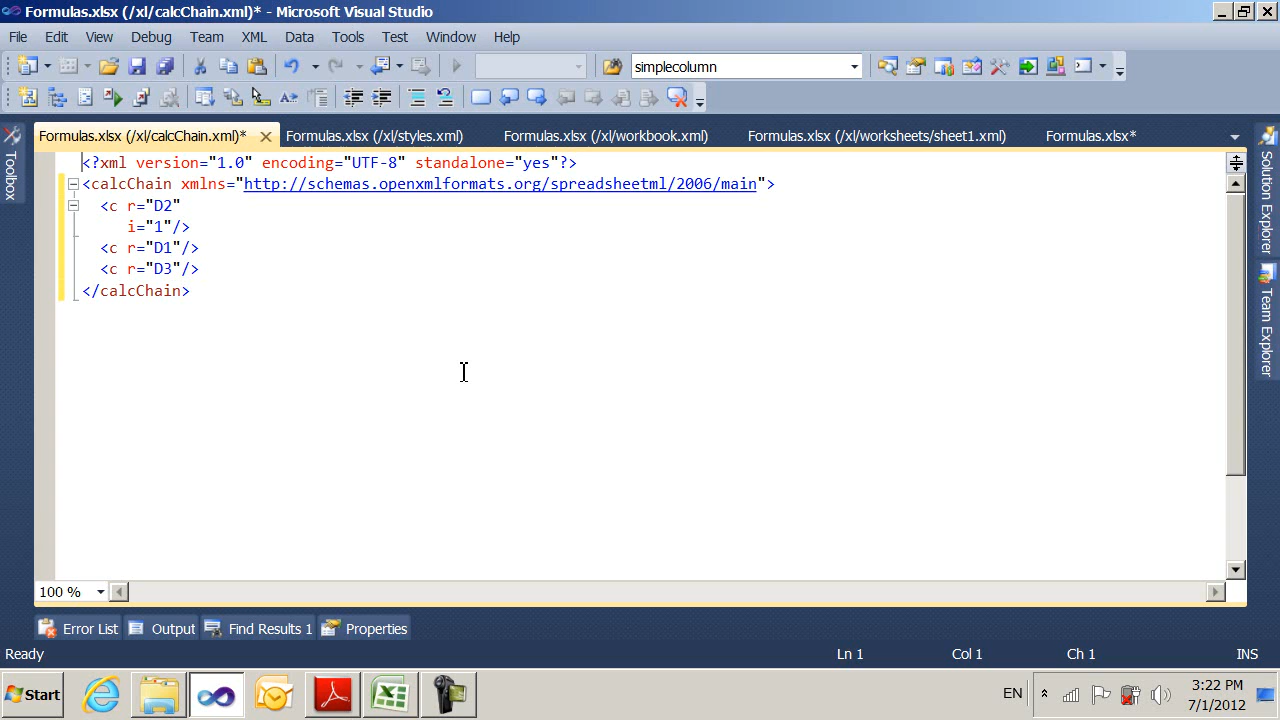 Formulas.xlsx (/xl/calcChain.xml)* - Microsoft Visual Studio
File Edit View Debug Team XML Data Tools Test Window Help
simplecolumn
Formulas.xlsx (/xl/calcChain.xml)* Formulas.xlsx (/xl/styles.xml) Formulas.xlsx (/xl/workbook.xml) Formulas.xlsx (/xl/worksheets/sheet1.xml) Formulas.xlsx*
Toolbox
<?xml version="1.0" encoding="UTF-8" standalone="yes"?>
<calcChain xmlns="http://schemas.openxmlformats.org/spreadsheetml/2006/main">
<c r="D2"
i="1"/>
<c r="D1"/>
<c r="D3"/>
</calcChain>
Solution Explorer
Team Explorer
100 %
Error List Output Find Results 1 Properties
Ready Ln 1 Col 1 Ch 1 INS
Start EN 3:22 PM
7/1/2012